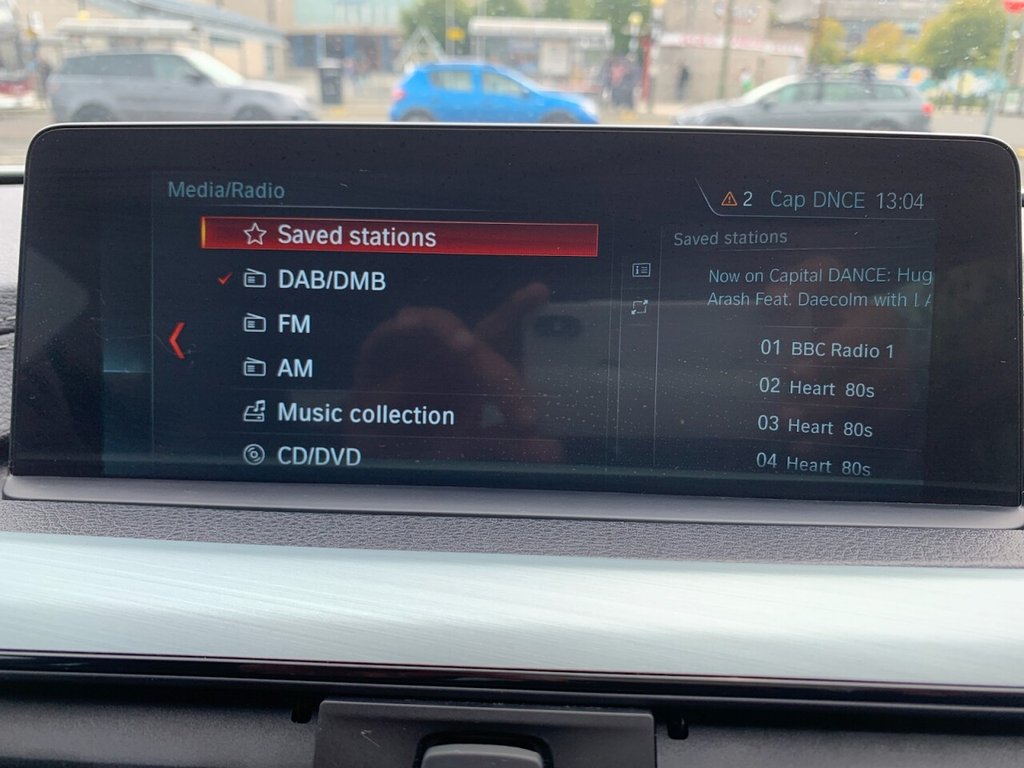 Media/Radio
2 Cap DNCE 13:04
Saved stations
DAB/DMB
FM
AM
Music collection
CD/DVD
Saved stations
Now on Capital DANCE: Hug
Arash Feat. Daecolm with
01 BBC Radio 1
02 Heart 80s
03 Heart 80s
04 Heart 80s